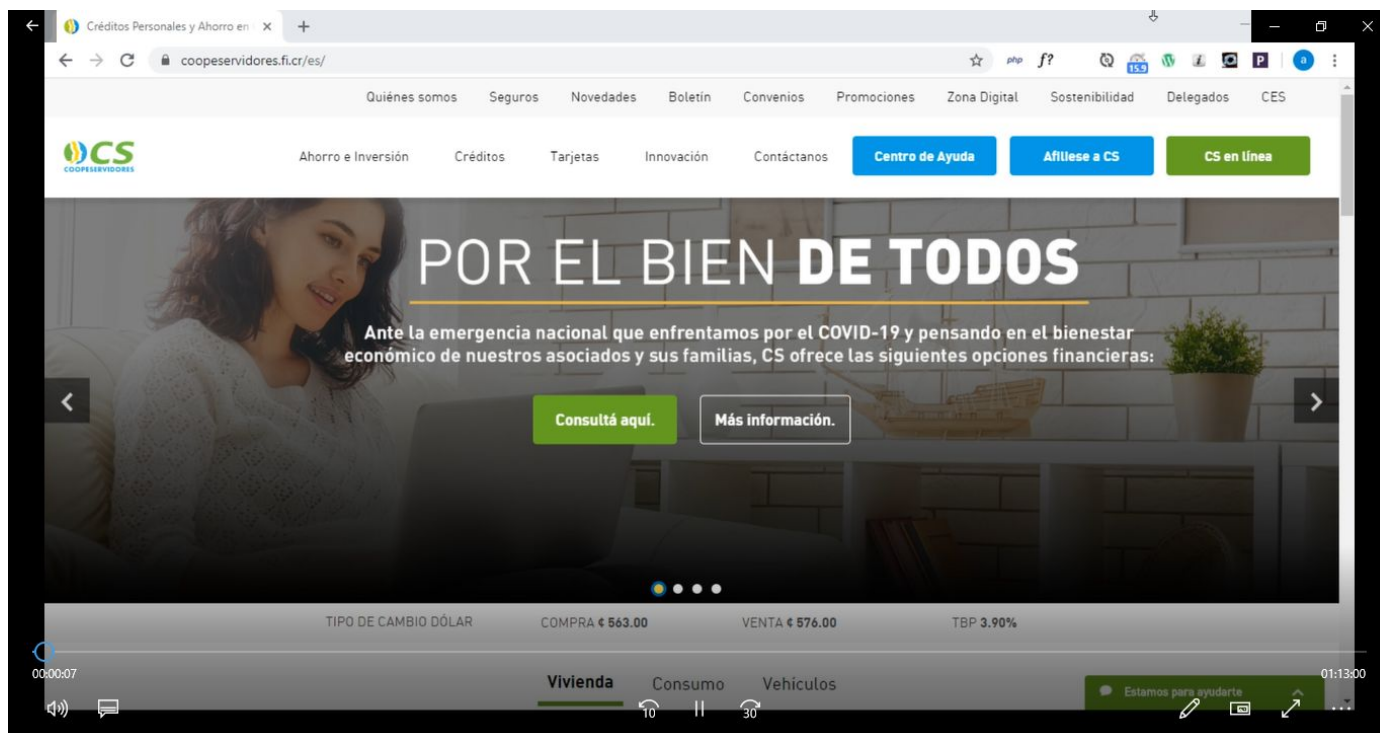 Créditos Personales y Ahorro en
coopeservidores.fi.cr/es/
php f?
15.9
P
a
Quiénes somos Seguros Novedades Boletín Convenios Promociones Zona Digital Sostenibilidad Delegados CES
CS
COOPESERVIDORES
Ahorro e Inversión Créditos Tarjetas Innovación Contáctanos Centro de Ayuda Afíliese a CS CS en línea
POR EL BIEN DE TODOS
Ante la emergencia nacional que enfrentamos por el COVID-19 y pensando en el bienestar
económico de nuestros asociados y sus familias, CS ofrece las siguientes opciones financieras:
Consultá aquí. Más información.
TIPO DE CAMBIO DÓLAR COMPRA ¢ 563.00 VENTA ¢ 576.00 TBP 3.90%
00:00:07 01:13:00
Vivienda Consumo Vehículos
Estamos para ayudarte
10 30